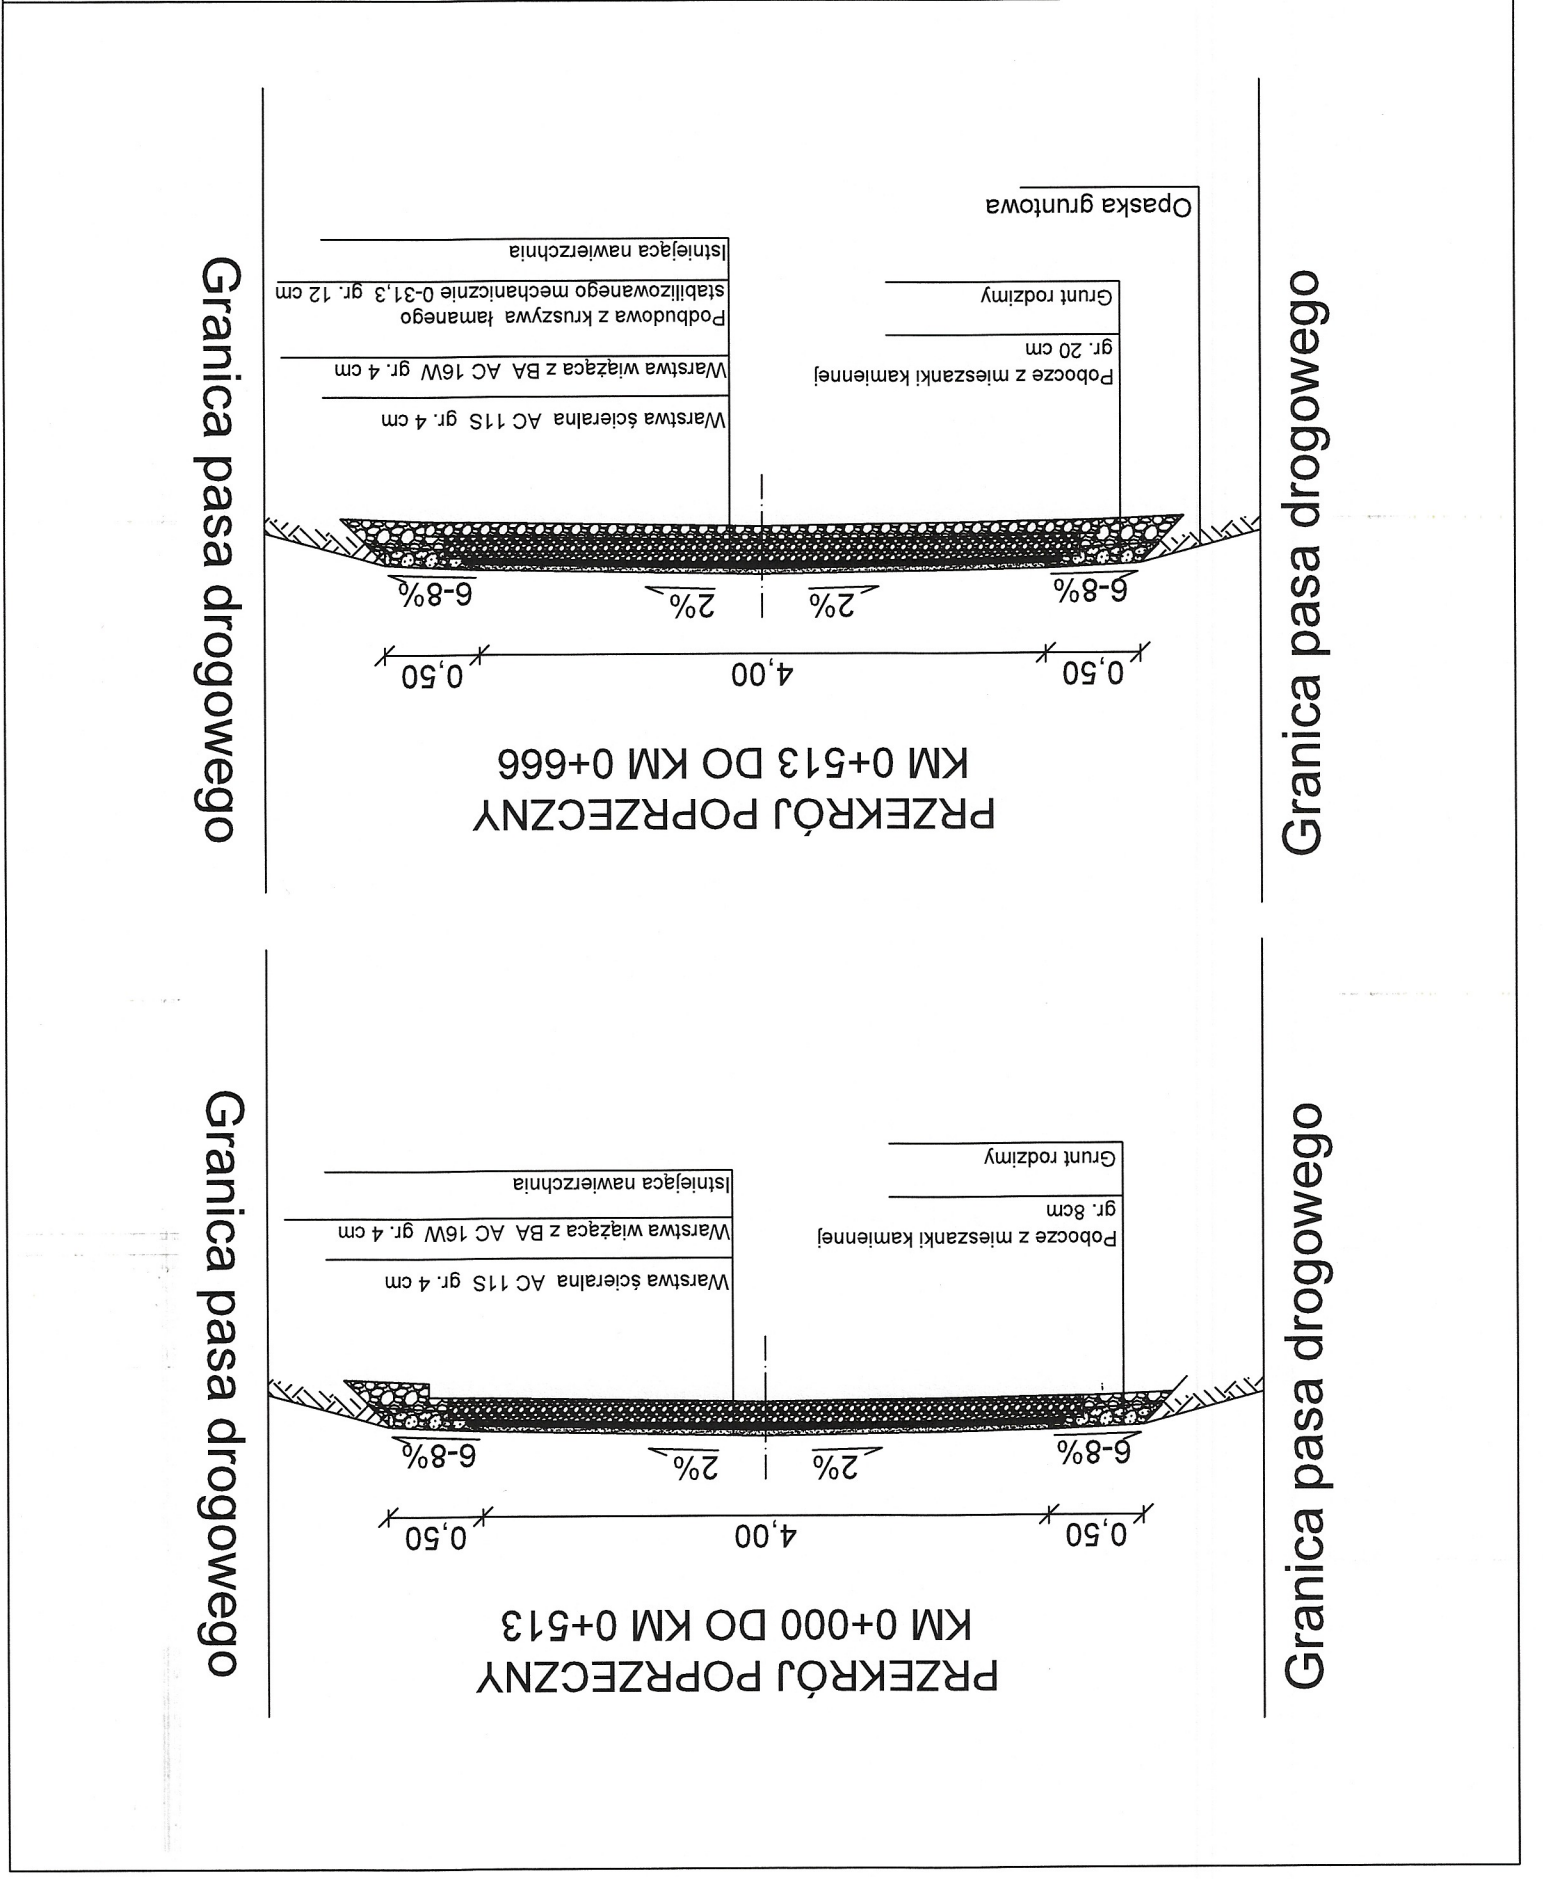 PRZEKRÓJ POPRZECZNY
KM 0+000 DO KM 0+513
0,50
4,00
0,50
6-8%
2%
2%
6-8%
Pobocze z mieszanki kamiennej
gr. 8cm
Grunt rodzimy
Warstwa ścieralna AC 11S gr. 4 cm
Warstwa wiążąca z BA AC 16W gr. 4 cm
Istniejąca nawierzchnia
Granica pasa drogowego
Granica pasa drogowego
PRZEKRÓJ POPRZECZNY
KM 0+513 DO KM 0+666
0,50
4,00
0,50
6-8%
2%
2%
6-8%
Pobocze z mieszanki kamiennej
gr. 20 cm
Grunt rodzimy
Opaska gruntowa
Warstwa ścieralna AC 11S gr. 4 cm
Warstwa wiążąca z BA AC 16W gr. 4 cm
Podbudowa z kruszywa łamanego
stabilizowanego mechanicznie 0-31,3 gr. 12 cm
Istniejąca nawierzchnia
Granica pasa drogowego
Granica pasa drogowego